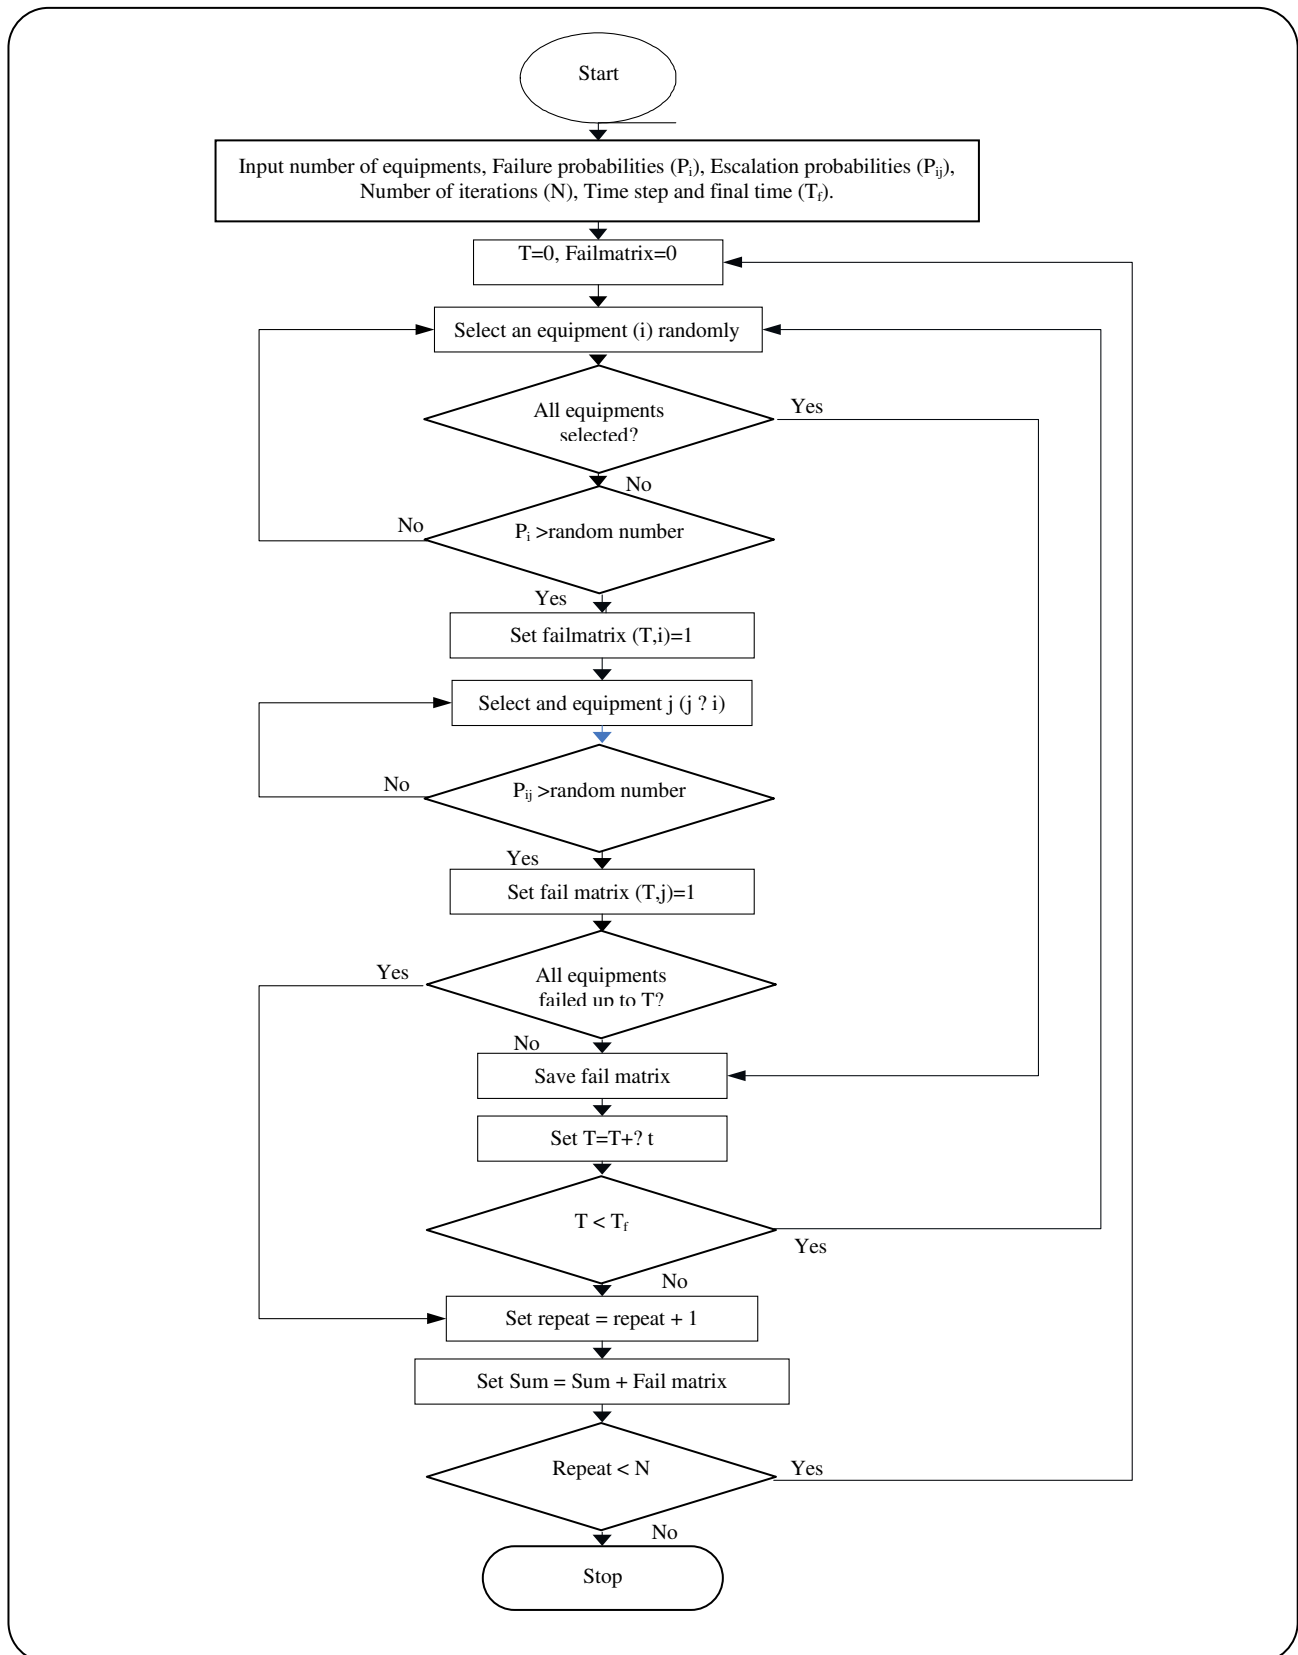 Start
Input number of equipments, Failure probabilities (Pi), Escalation probabilities (Pij),
Number of iterations (N), Time step and final time (Tf).
T=0, Failmatrix=0
Select an equipment (i) randomly
All equipments
selected?
Yes
No
Pi >random number
No
Yes
Set failmatrix (T,i)=1
Select and equipment j (j ? i)
Pij >random number
No
Yes
Set fail matrix (T,j)=1
All equipments
failed up to T?
Yes
No
Save fail matrix
Set T=T+? t
T < Tf
Yes
No
Set repeat = repeat + 1
Set Sum = Sum + Fail matrix
Repeat < N
Yes
No
Stop